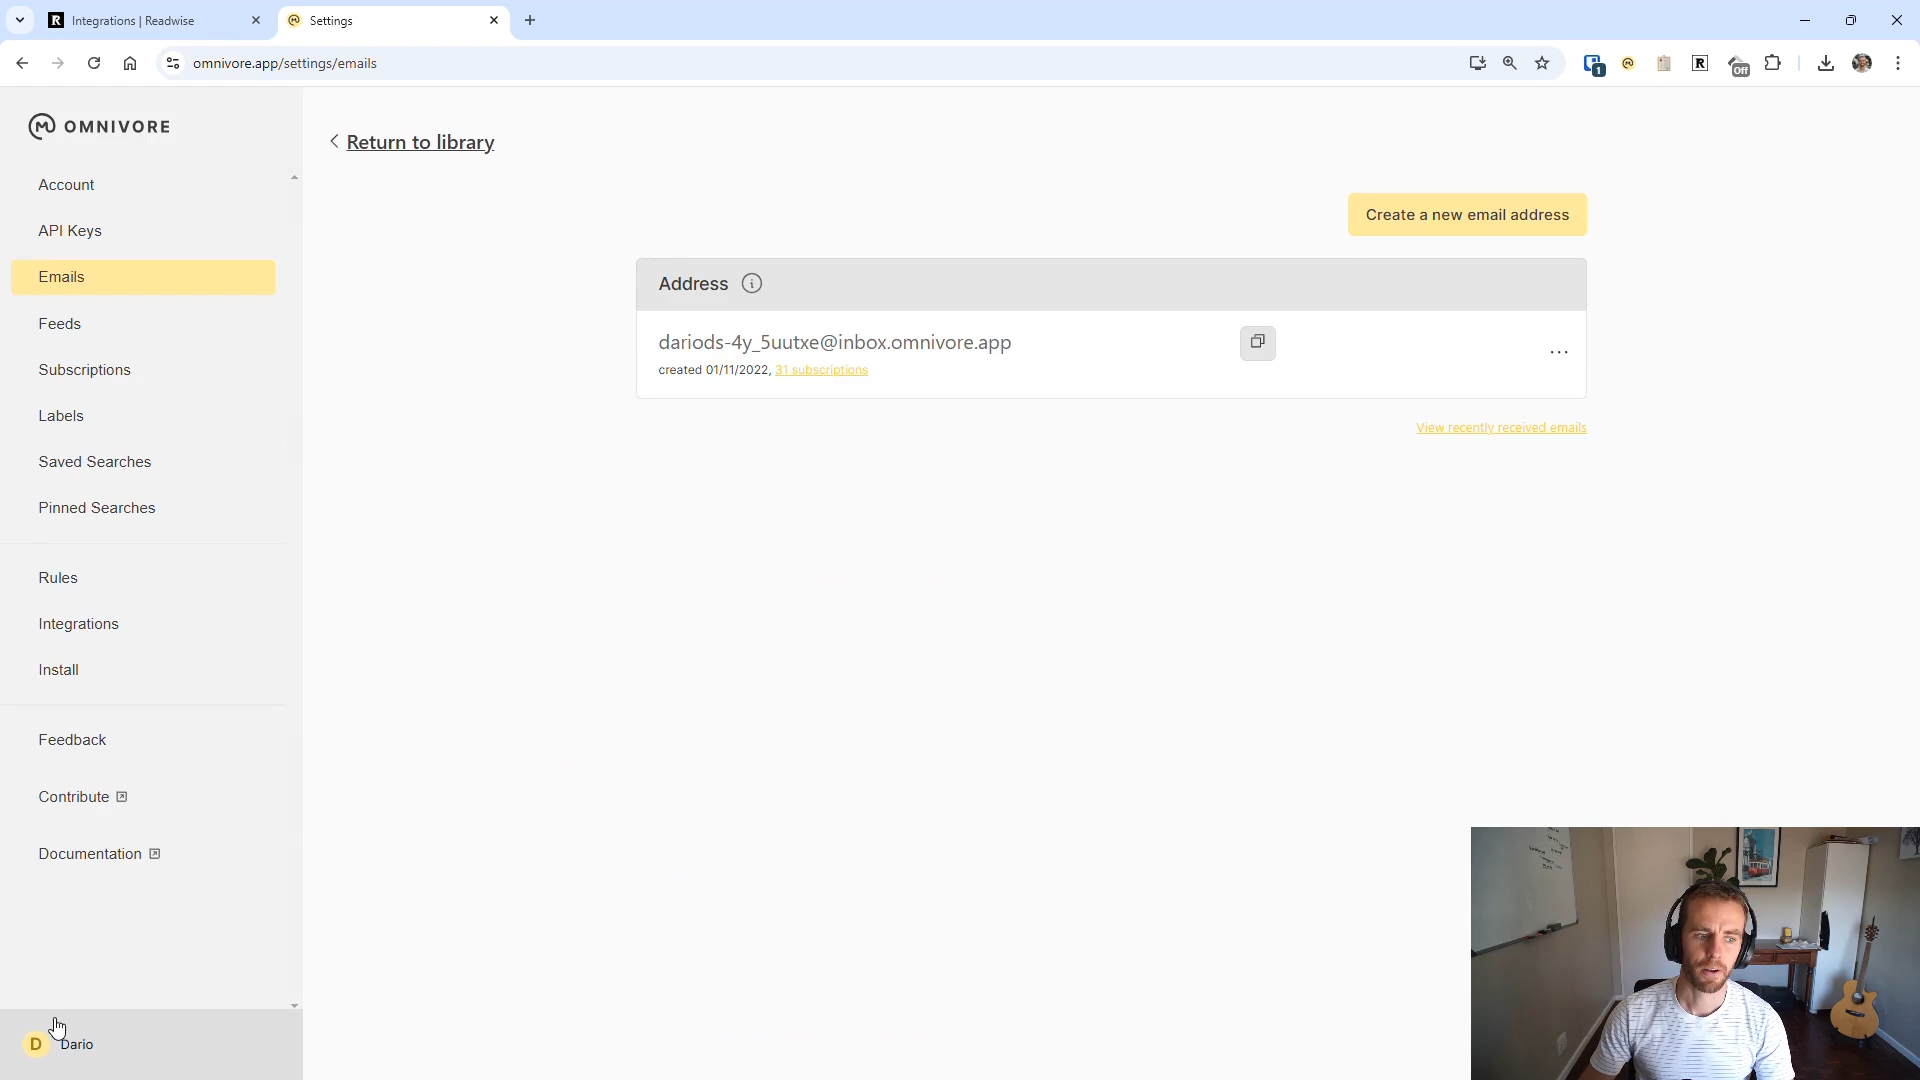 Integrations | Readwise
Settings
omnivore.app/settings/emails
1
R
Off
OMNIVORE
Return to library
Account
API Keys
Emails
Feeds
Subscriptions
Labels
Saved Searches
Pinned Searches
Rules
Integrations
Install
Feedback
Contribute
Documentation
D Dario
Create a new email address
Address
dariods-4y_5uutxe@inbox.omnivore.app
created 01/11/2022, 31 subscriptions
...
View recently received emails